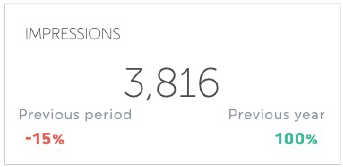 IMPRESSIONS
3,816
Previous period Previous year
-15% 100%